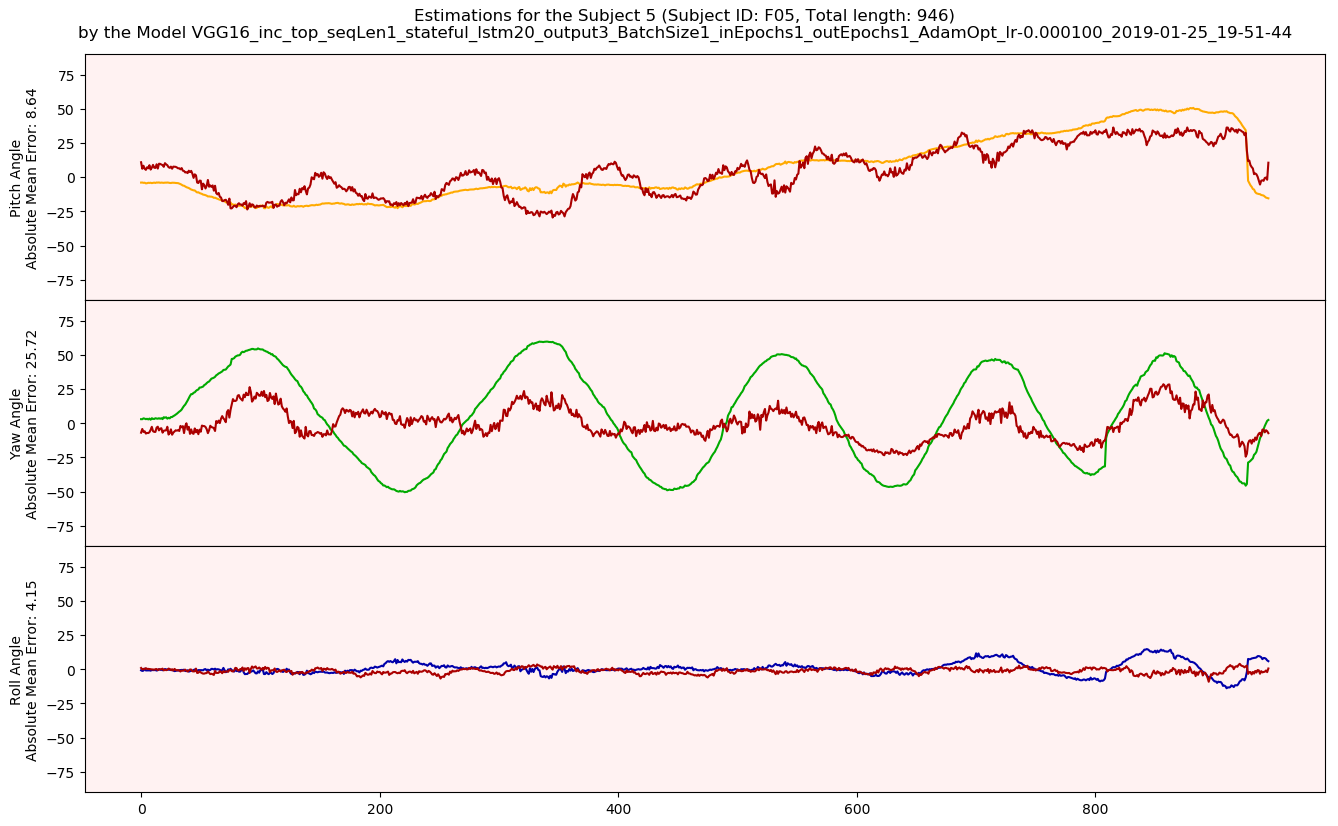 Estimations for the Subject 5 (Subject ID: F05, Total length: 946)
by the Model VGG16_inc_top_seqLen1_stateful_lstm20_output3_BatchSize1_inEpochs1_outEpochs1_AdamOpt_lr-0.000100_2019-01-25_19-51-44
Pitch Angle
Absolute Mean Error: 8.64
75
50
25
0
−25
−50
−75
Yaw Angle
Absolute Mean Error: 25.72
75
50
25
0
−25
−50
−75
Roll Angle
Absolute Mean Error: 4.15
75
50
25
0
−25
−50
−75
0 200 400 600 800